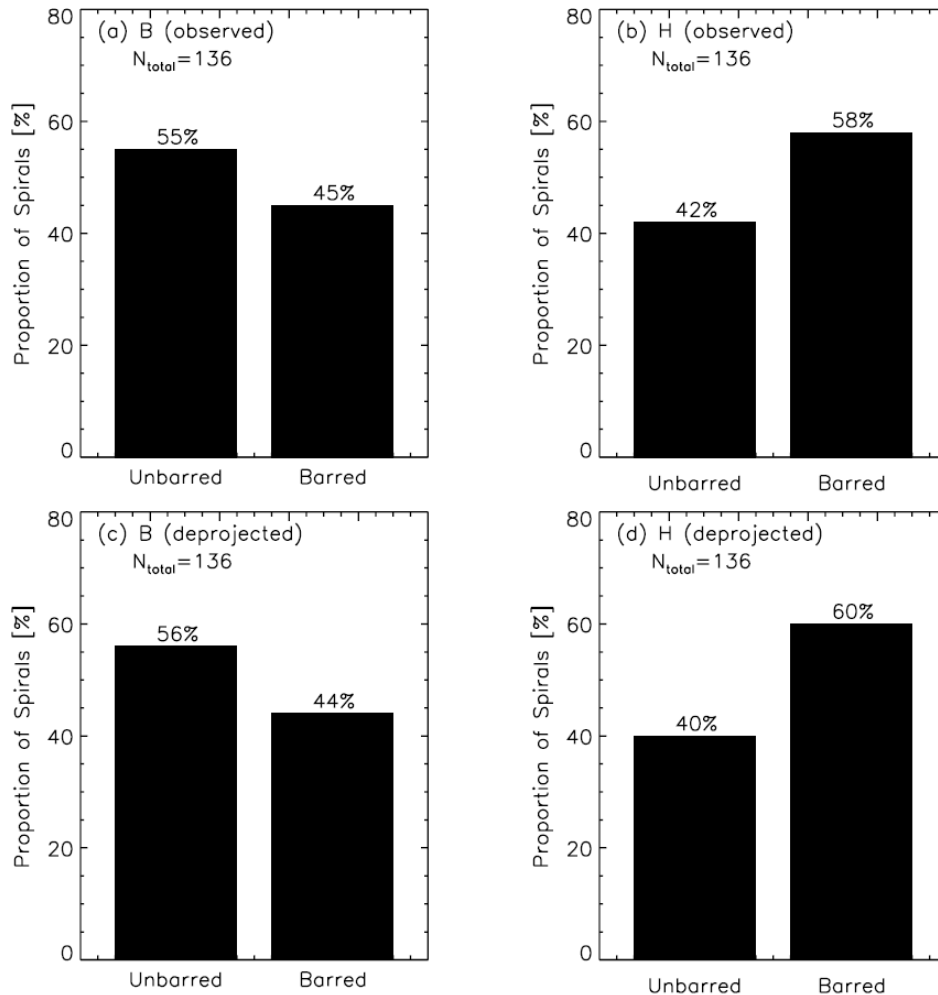 80
(a) B (observed)
N_total=136
55%
45%
60
40
20
0
Proportion of Spirals [%]
Unbarred Barred
80
(b) H (observed)
N_total=136
42%
58%
60
40
20
0
Proportion of Spirals [%]
Unbarred Barred
80
(c) B (deprojected)
N_total=136
56%
44%
60
40
20
0
Proportion of Spirals [%]
Unbarred Barred
80
(d) H (deprojected)
N_total=136
40%
60%
60
40
20
0
Proportion of Spirals [%]
Unbarred Barred